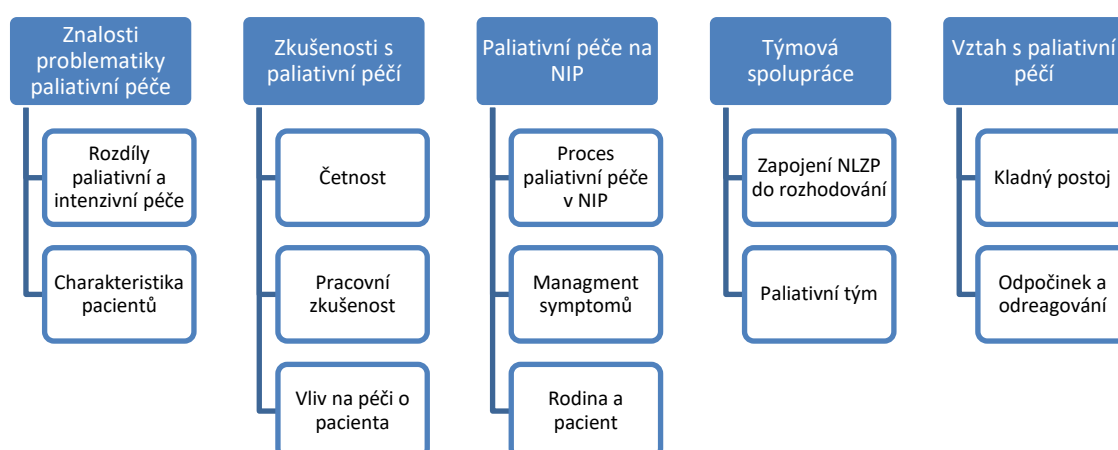 Znalosti
problematiky
paliativní péče
Rozdíly
paliativní a
intenzivní péče
Charakteristika
pacientů
Zkušenosti s
paliativní péčí
Četnost
Pracovní
zkušenost
Vliv na péči o
pacienta
Paliativní péče na
NIP
Proces
paliativní péče
v NIP
Managment
symptomů
Rodina a
pacient
Týmová
spolupráce
Zapojení NLZP
do rozhodování
Paliativní tým
Vztah s paliativní
péčí
Kladný postoj
Odpočinek a
odreagování